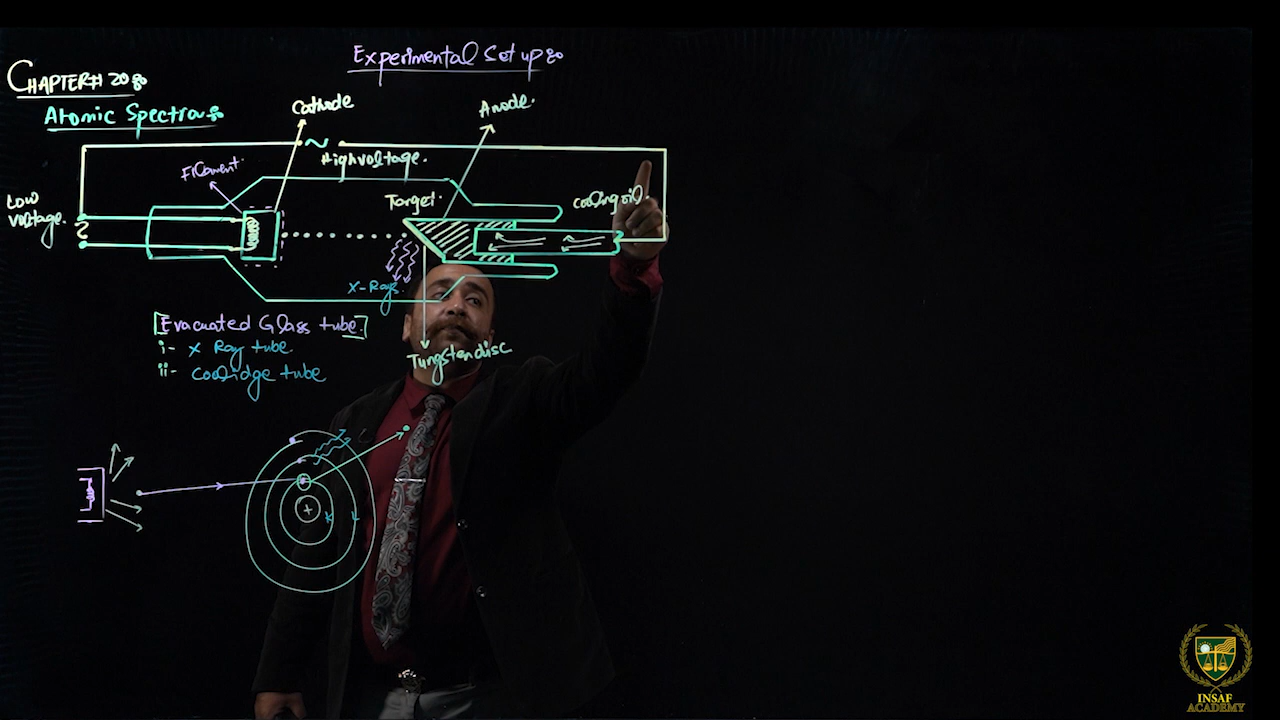 Experimental Set up:
CHAPTER# 20:
Atomic Spectra:
Cathode
Anode.
~
High voltage.
Filament.
Low
voltage.
Target.
cooling oil.
X-Rays.
[Evacuated Glass tube.]
i- X Ray tube.
ii- Coolidge tube
Tungsten disc
+
K
L
INSAF
ACADEMY